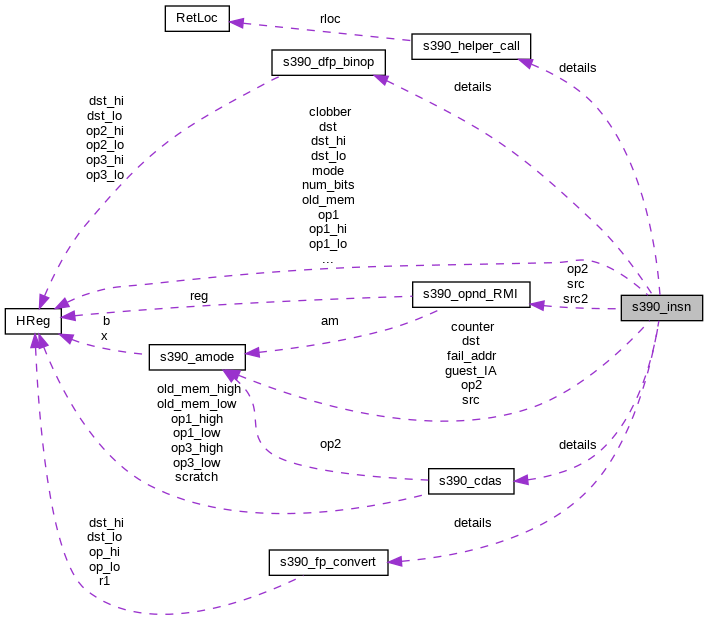 RetLoc
rloc
s390_helper_call
s390_dfp_binop
details
details
dst_hi
dst_lo
op2_hi
op2_lo
op3_hi
op3_lo
clobber
dst
dst_hi
dst_lo
mode
num_bits
old_mem
op1
op1_hi
op1_lo
...
op2
src
src2
HReg
reg
s390_opnd_RMI
s390_insn
b
x
am
s390_amode
counter
dst
fail_addr
guest_IA
op2
src
old_mem_high
old_mem_low
op1_high
op1_low
op3_high
op3_low
scratch
op2
details
s390_cdas
dst_hi
dst_lo
op_hi
op_lo
r1
details
s390_fp_convert